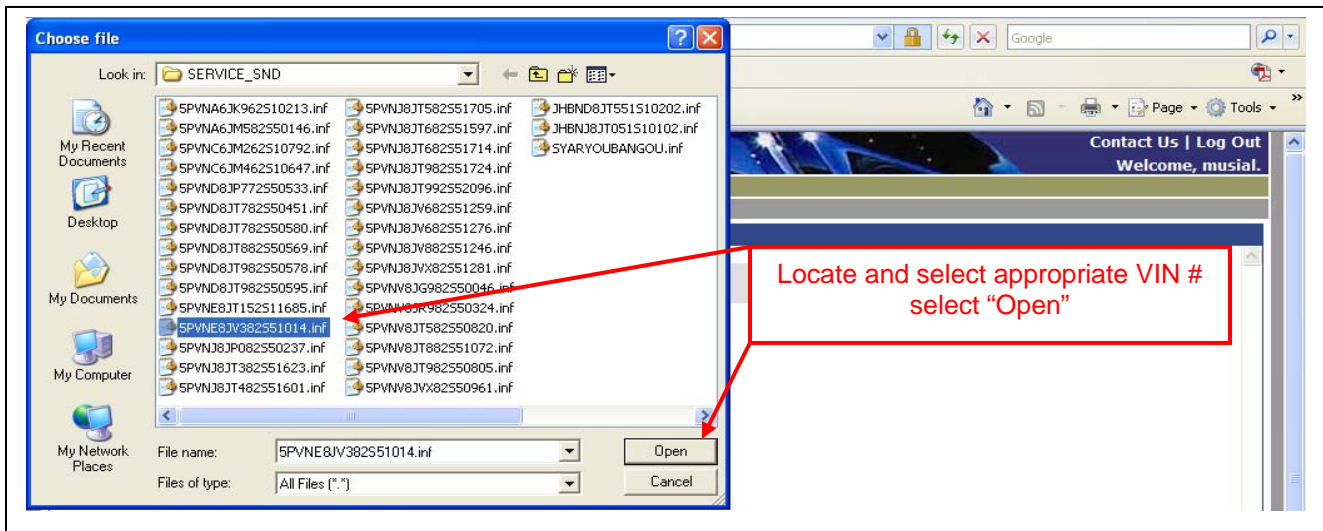 Choose file
Google
Look in:
SERVICE_SND
Page
Tools
»
My Recent
Documents
Desktop
My Documents
My Computer
My Network
Places
5PVNA6JK962S10213.inf
5PVNA6JM582S50146.inf
5PVNC6JM262S10792.inf
5PVNC6JM462S10647.inf
5PVND8JP772S50533.inf
5PVND8JT782S50451.inf
5PVND8JT782S50580.inf
5PVND8JT882S50569.inf
5PVND8JT982S50578.inf
5PVND8JT982S50595.inf
5PVNE8JT152S11685.inf
5PVNE8JV382S51014.inf
5PVNJ8JP082S50237.inf
5PVNJ8JT382S51623.inf
5PVNJ8JT482S51601.inf
5PVNJ8JT582S51705.inf
5PVNJ8JT682S51597.inf
5PVNJ8JT682S51714.inf
5PVNJ8JT982S51724.inf
5PVNJ8JT992S52096.inf
5PVNJ8JV682S51259.inf
5PVNJ8JV682S51276.inf
5PVNJ8JV882S51246.inf
5PVNJ8JVX82S51281.inf
5PVNV8JG982S50046.inf
5PVNV8JR982S50324.inf
5PVNV8JT582S50820.inf
5PVNV8JT882S51072.inf
5PVNV8JT982S50805.inf
5PVNV8JVX82S50961.inf
JHBND8JT551S10202.inf
JHBNJ8JT051S10102.inf
SYARYOUBANGOU.inf
Contact Us | Log Out
Welcome, musial.
Locate and select appropriate VIN #
select “Open”
File name:
5PVNE8JV382S51014.inf
Open
Files of type:
All Files (*.*)
Cancel